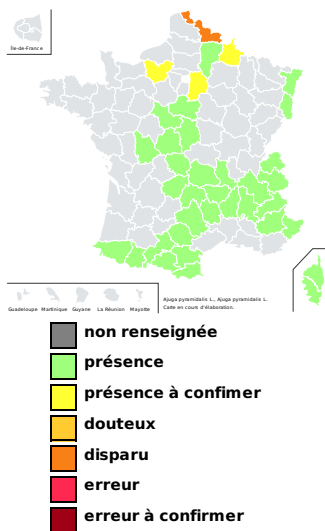 Île-de-France
Guadeloupe Martinique Guyane La Réunion Mayotte
Ajuga pyramidalis L., Ajuga pyramidalis L.
Carte en cours d'élaboration.
non renseignée
présence
présence à confimer
douteux
disparu
erreur
erreur à confirmer